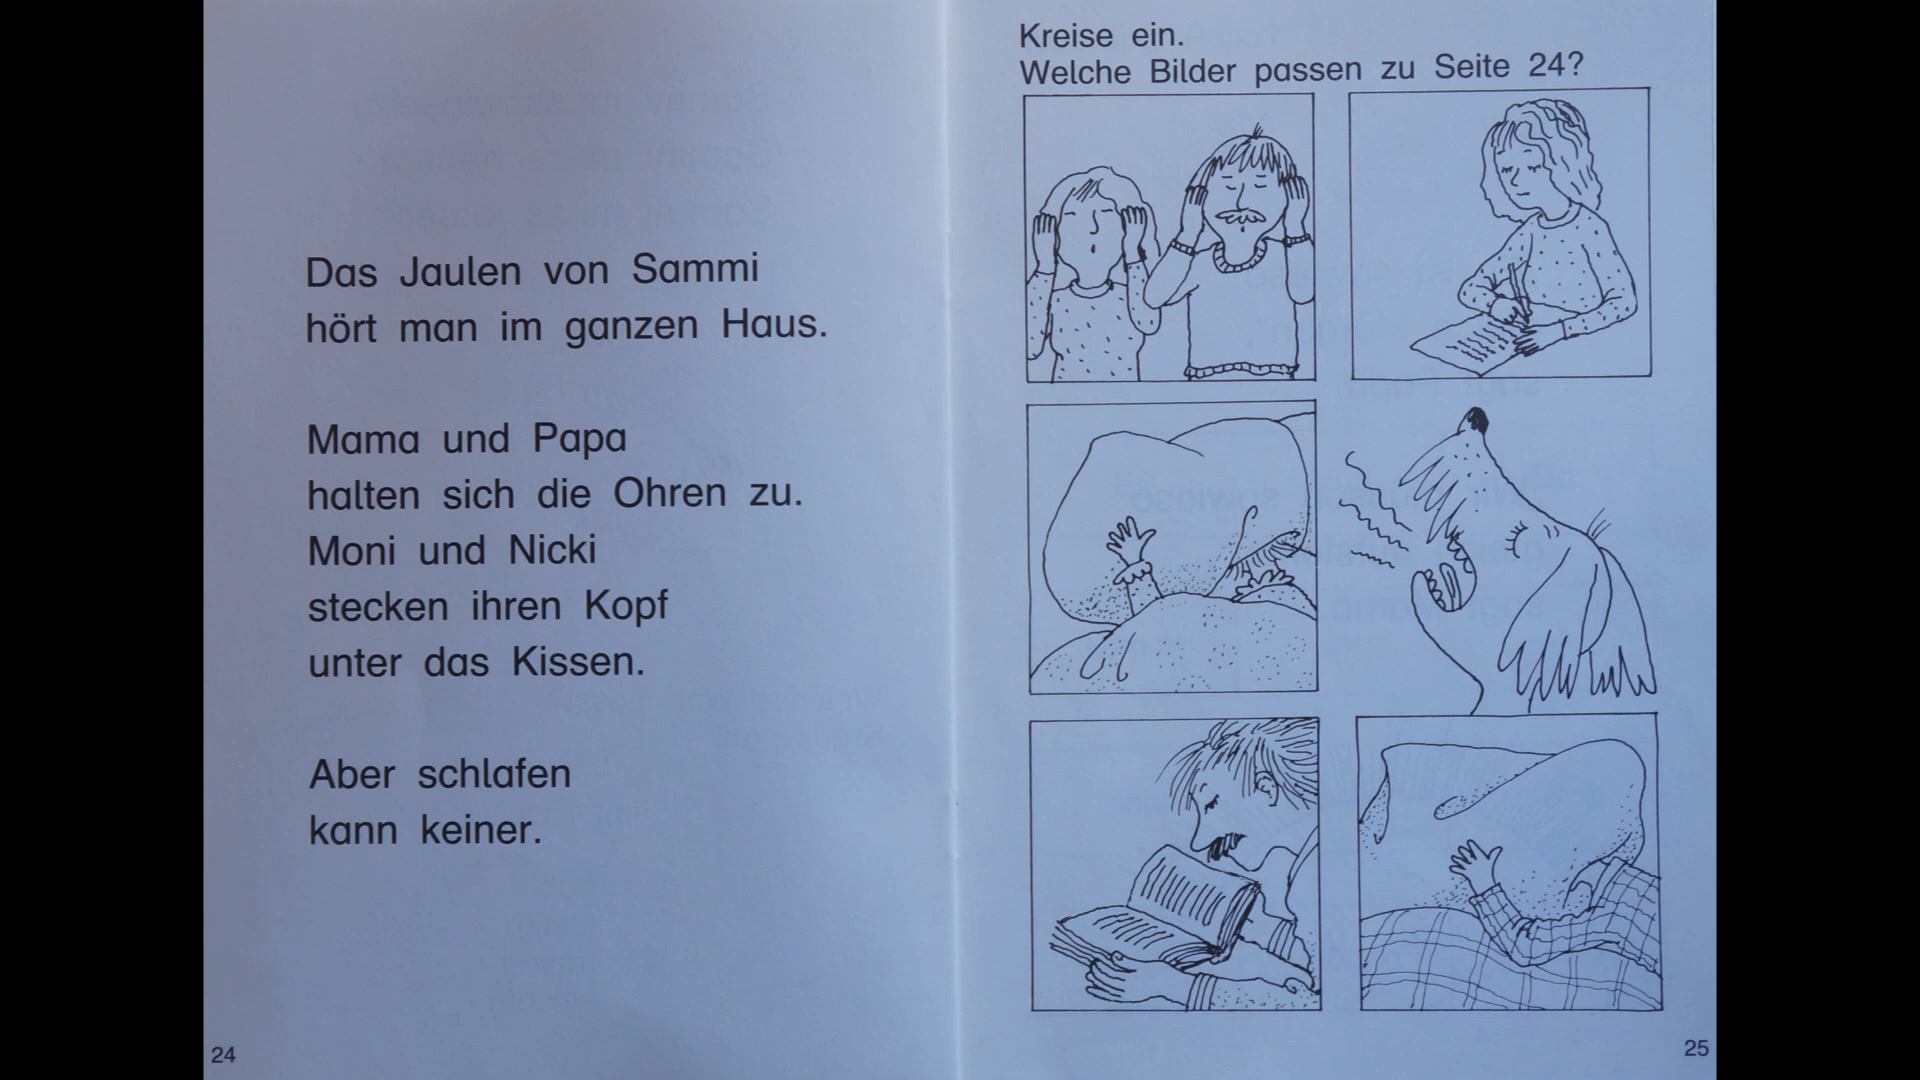 Das Jaulen von Sammi
hört man im ganzen Haus.
Mama und Papa
halten sich die Ohren zu.
Moni und Nicki
stecken ihren Kopf
unter das Kissen.
Aber schlafen
kann keiner.
24
Kreise ein.
Welche Bilder passen zu Seite 24?
25